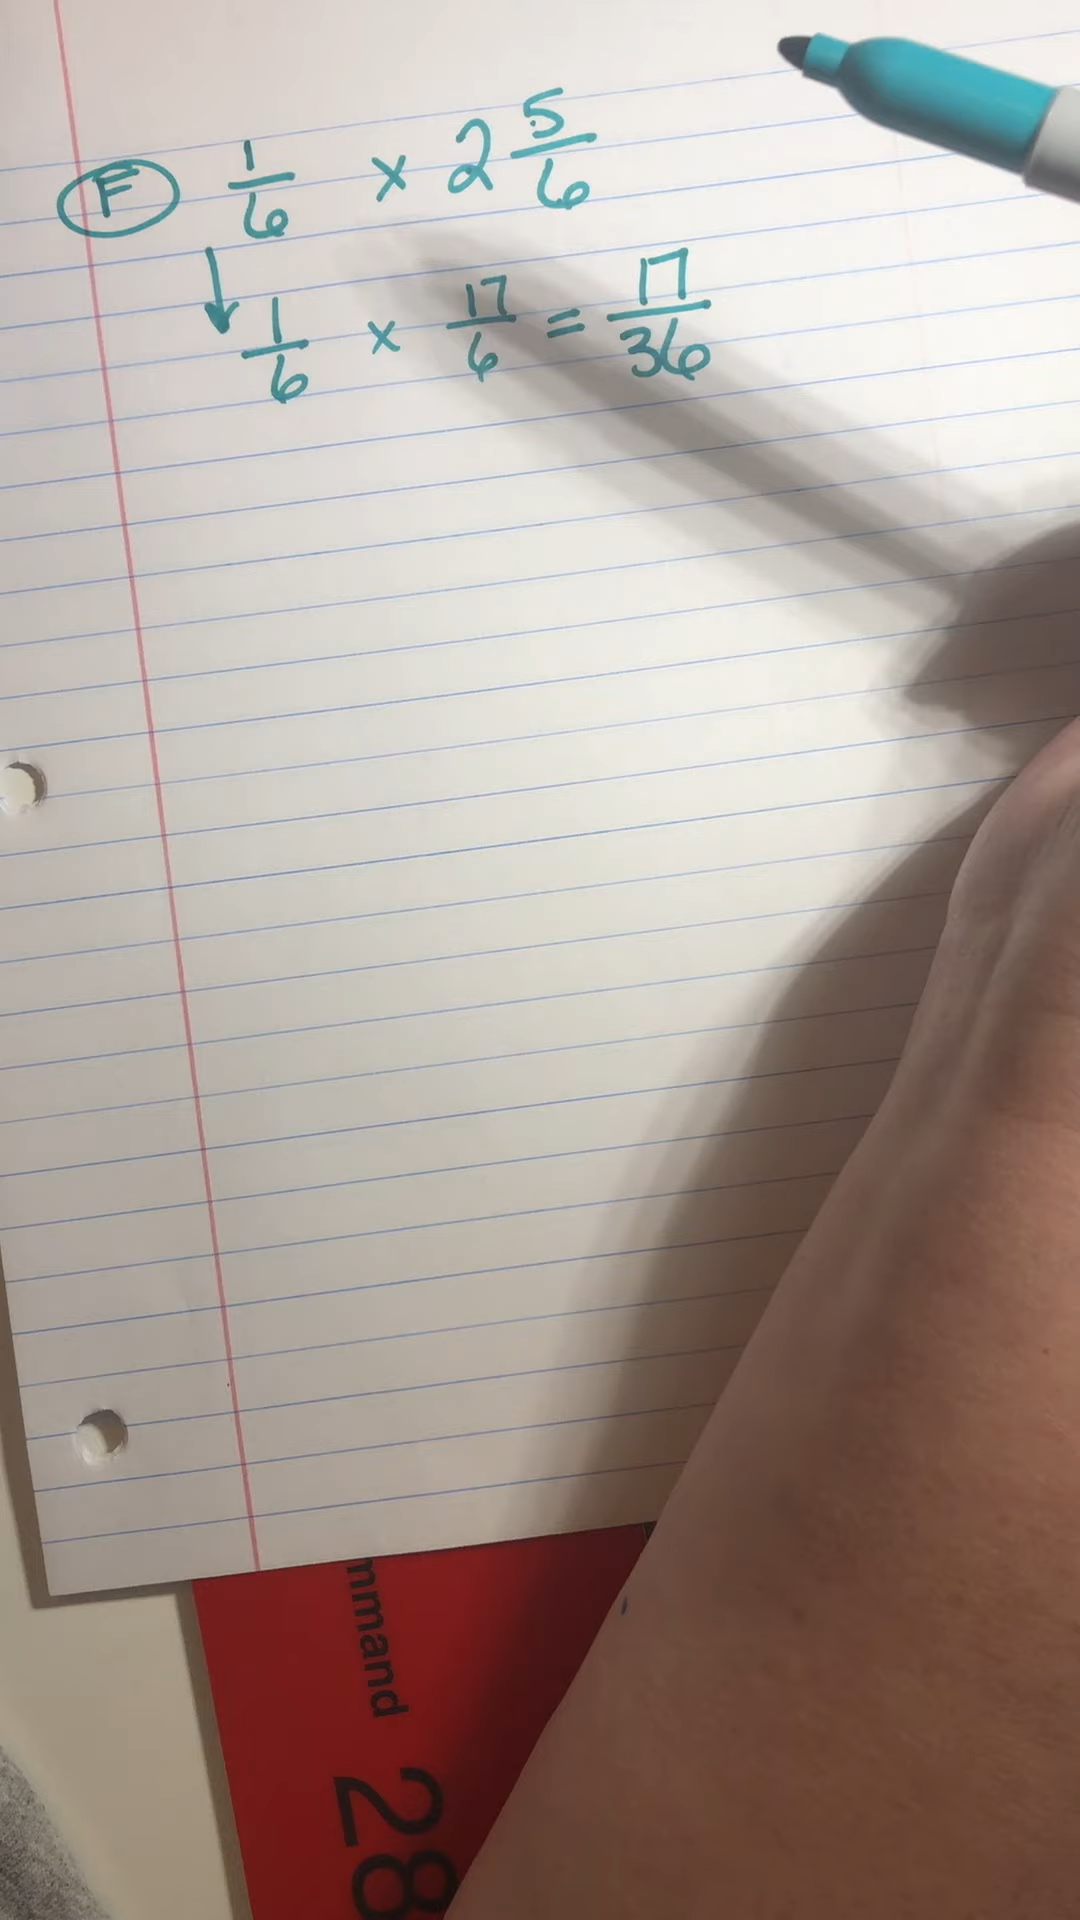 F 1/6 × 2 5/6
↓ 1/6 × 17/6 = 17/36
mmand
28